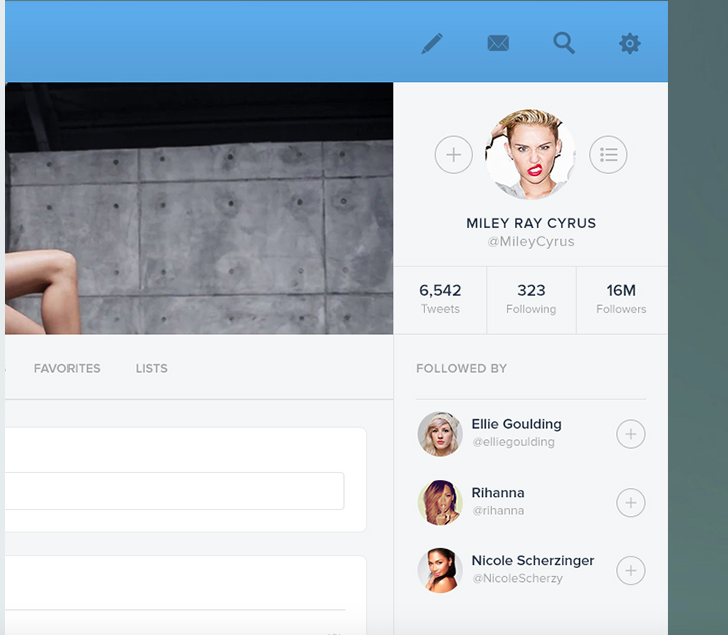 MILEY RAY CYRUS
@MileyCyrus
6,542
Tweets
323
Following
16M
Followers
FAVORITES
LISTS
FOLLOWED BY
Ellie Goulding
@elliegoulding
Rihanna
@rihanna
Nicole Scherzinger
@NicoleScherzy